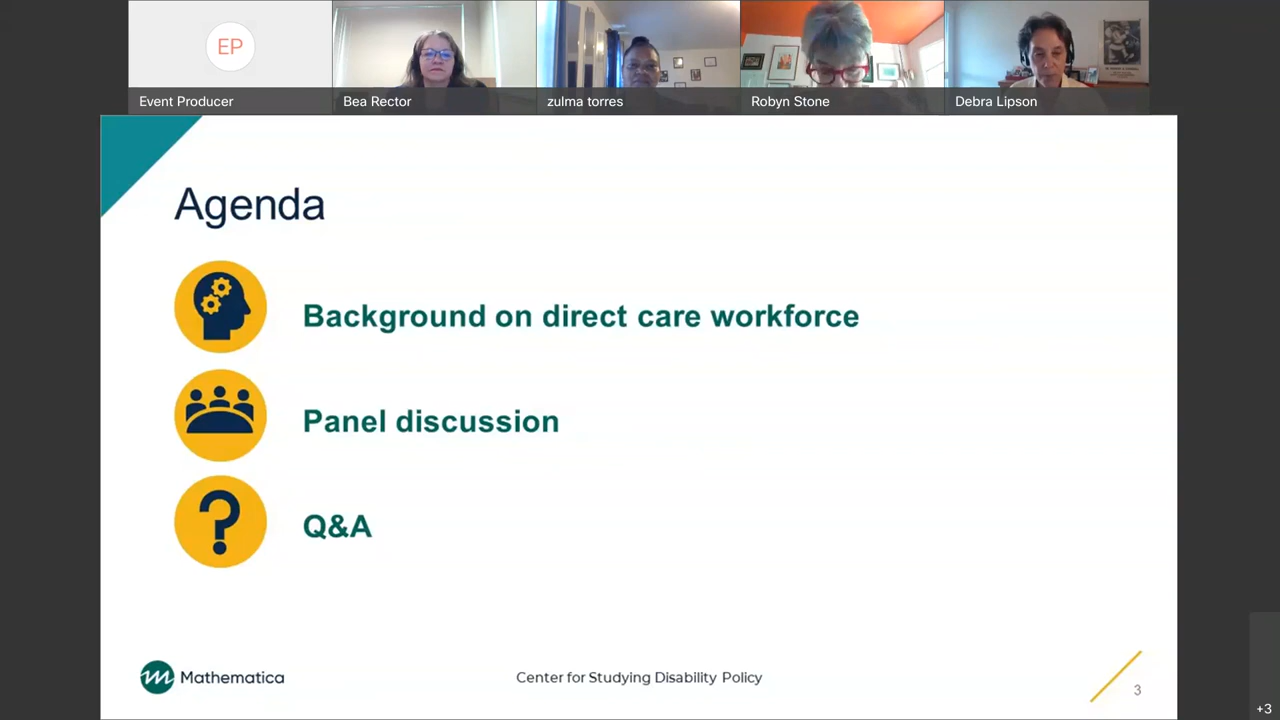 EP
Event Producer
Bea Rector
zulma torres
Robyn Stone
Debra Lipson
Agenda
Background on direct care workforce
Panel discussion
?
Q&A
Mathematica
Center for Studying Disability Policy
3
+3